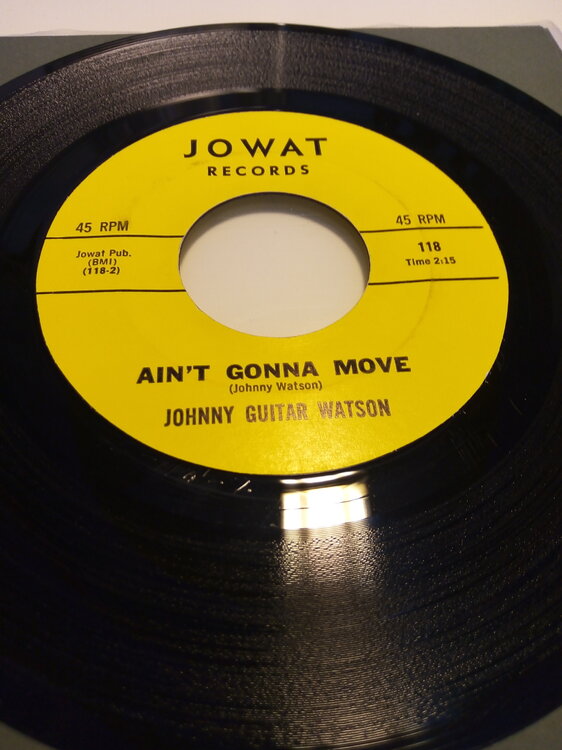 JOWAT
RECORDS
45 RPM
Jowat Pub.
(BMI)
(118-2)
45 RPM
118
Time 2:15
AIN'T GONNA MOVE
(Johnny Watson)
JOHNNY GUITAR WATSON